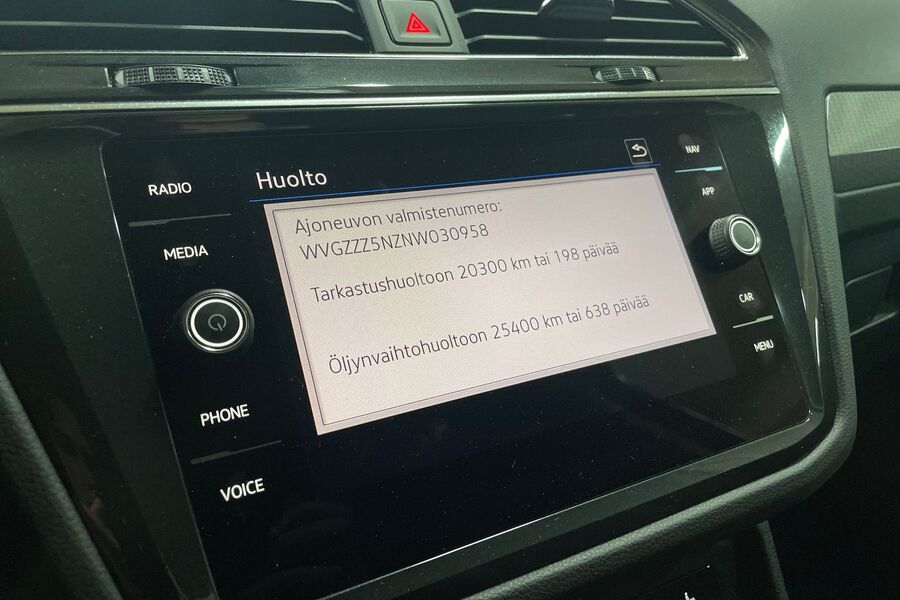 RADIO
MEDIA
PHONE
VOICE
Huolto
Ajoneuvon valmistenumero:
WVGZZZ5NZNW030958
Tarkastushuoltoon 20300 km tai 198 päivää
Öljynvaihtohuoltoon 25400 km tai 638 päivää
NAV
APP
CAR
MENU